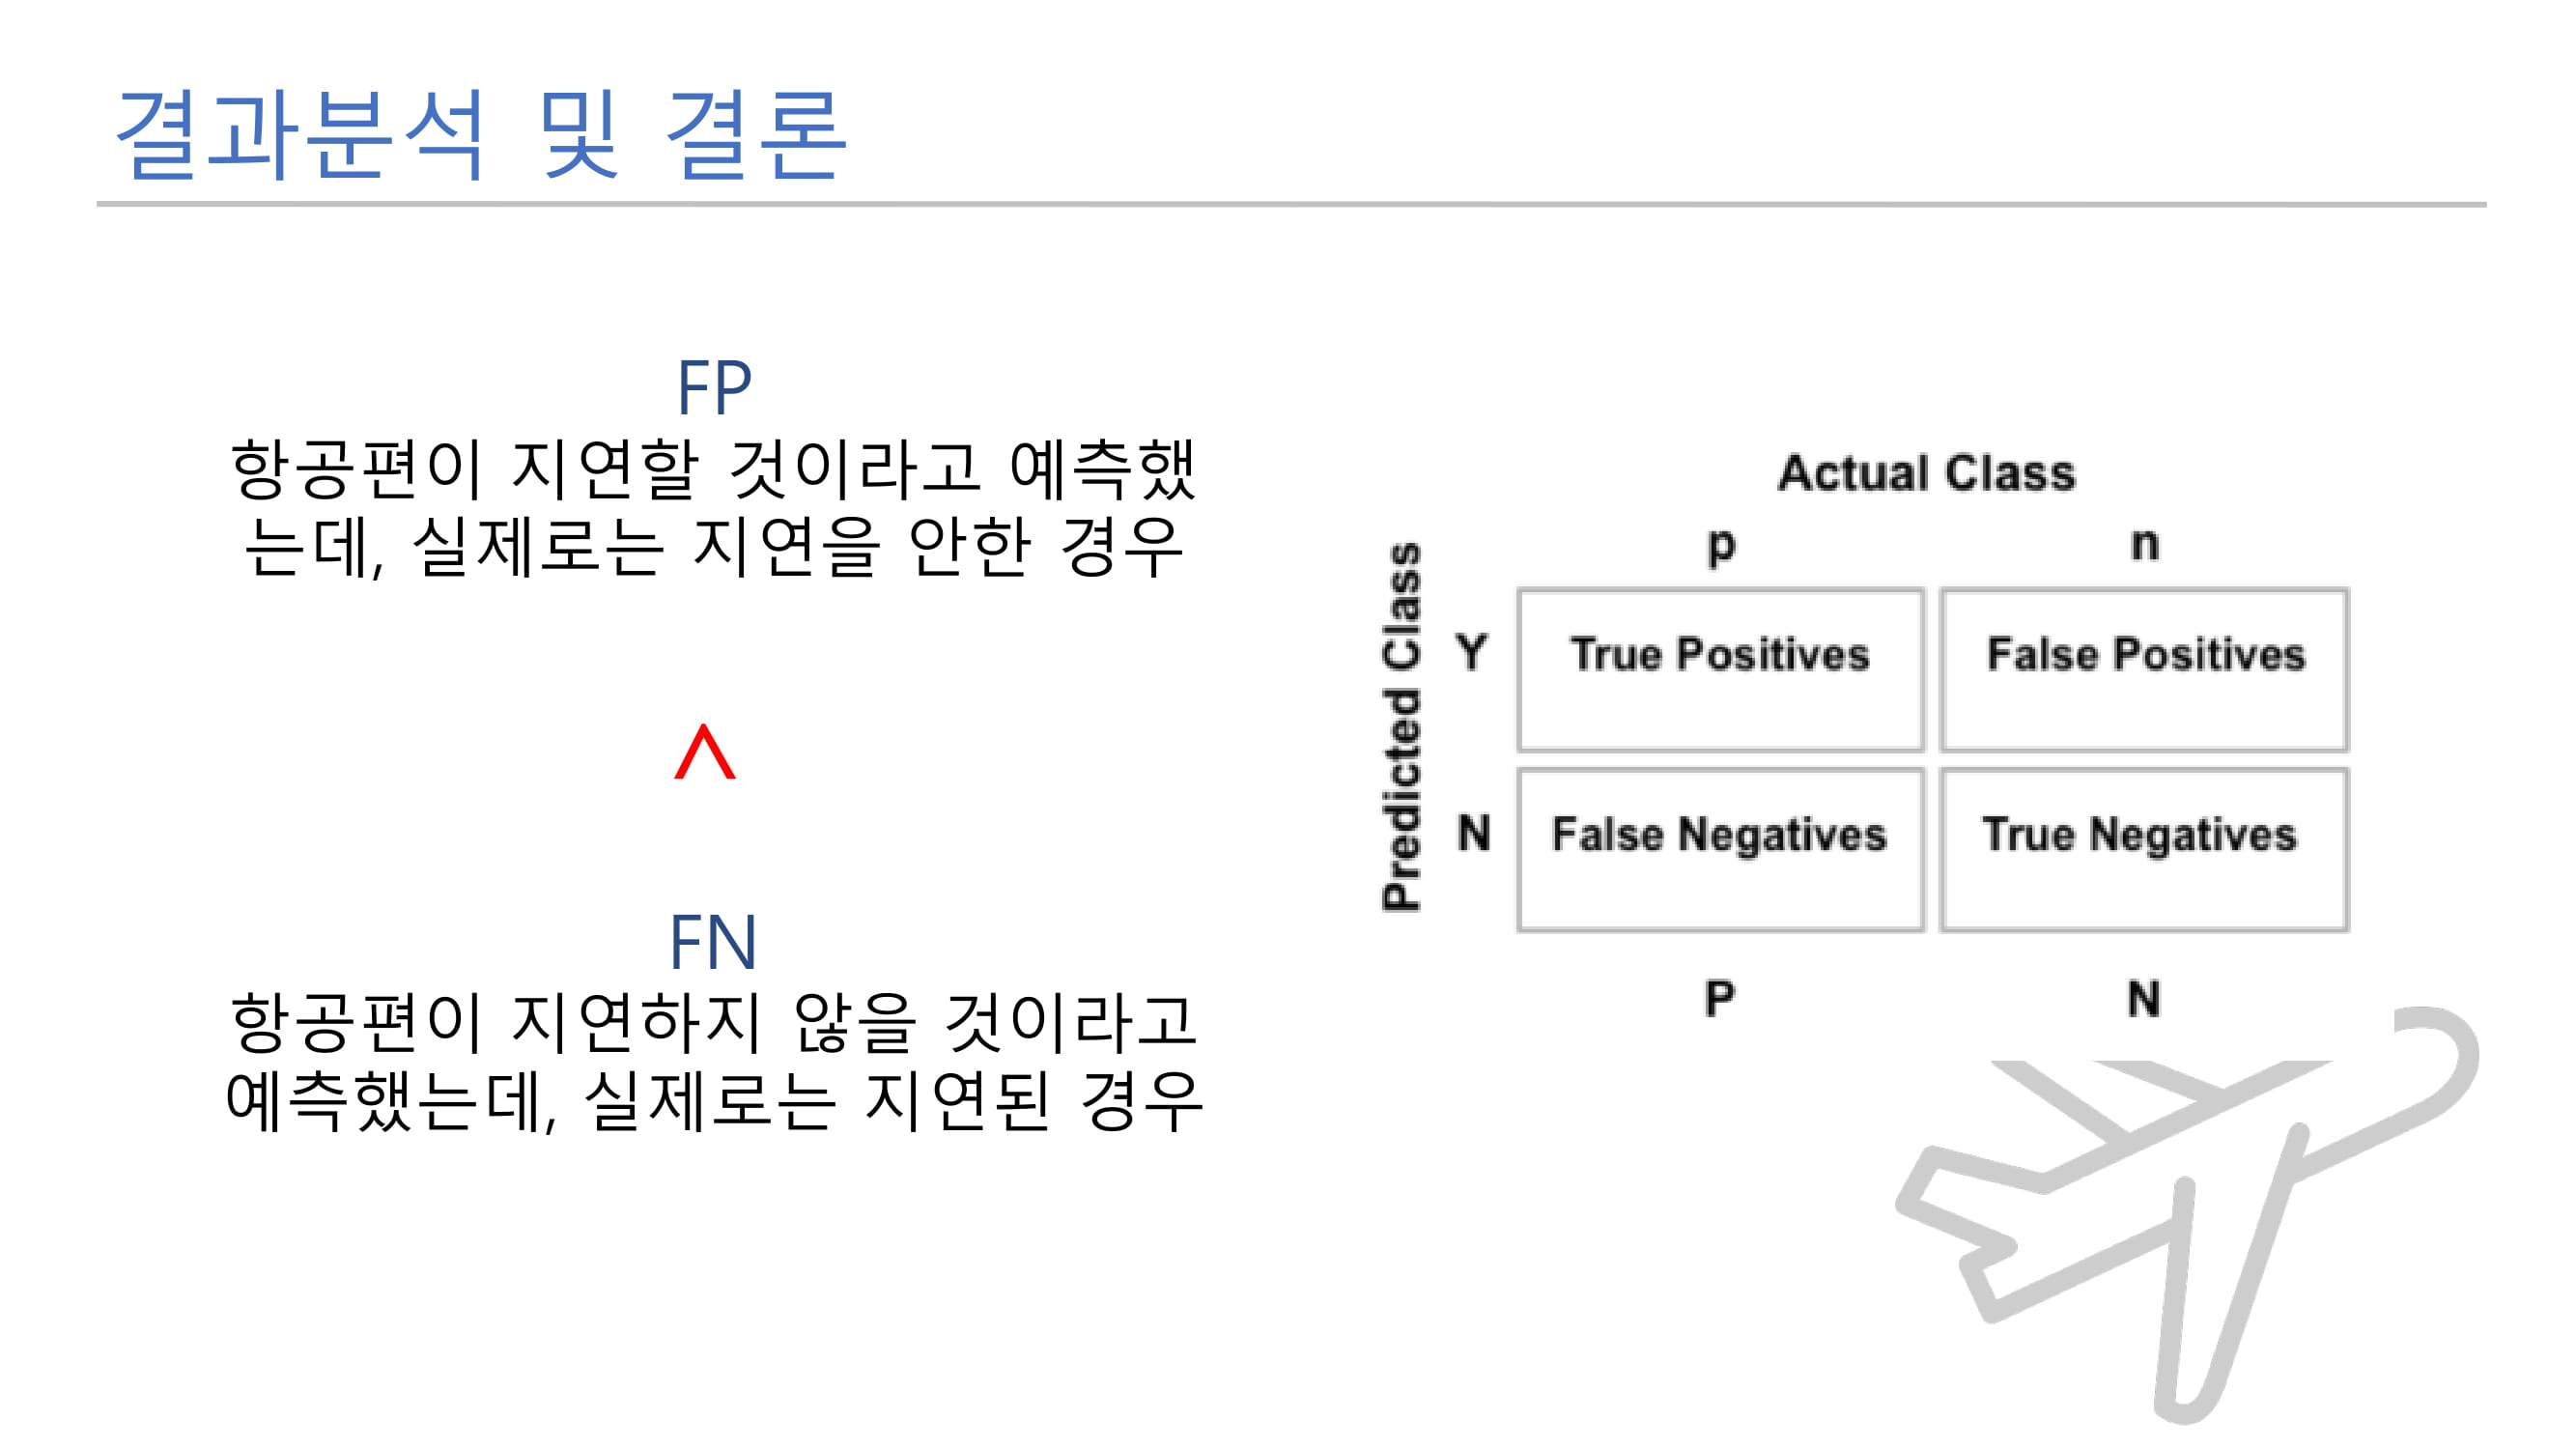 결과분석 및 결론
FP
항공편이 지연할 것이라고 예측했
는데, 실제로는 지연을 안한 경우
<
FN
항공편이 지연하지 않을 것이라고
예측했는데, 실제로는 지연된 경우
Actual Class
p n
Predicted Class
Y True Positives False Positives
N False Negatives True Negatives
P N